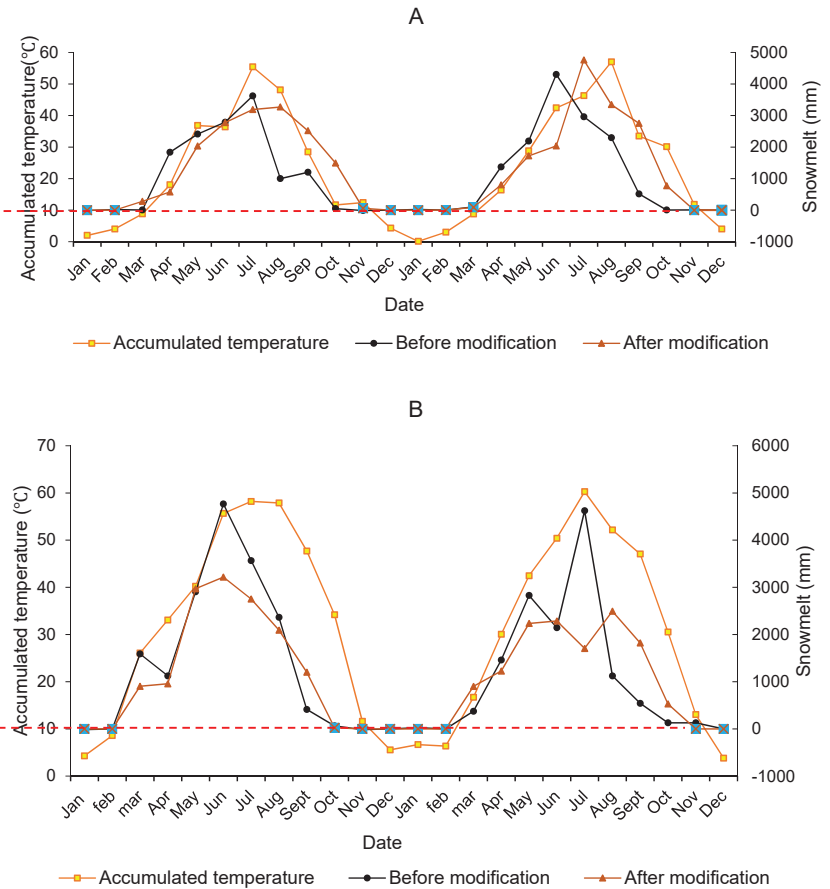 A
Accumulated temperature(°C)
60
50
40
30
20
10
0
5000
4000
3000
2000
1000
0
-1000
Snowmelt (mm)
Jan Feb Mar Apr May Jun Jul Aug Sep Oct Nov Dec Jan Feb Mar Apr May Jun Jul Aug Sep Oct Nov Dec
Date
Accumulated temperature Before modification After modification
B
Accumulated temperature (°C)
70
60
50
40
30
20
10
0
6000
5000
4000
3000
2000
1000
0
-1000
Snowmelt (mm)
Jan feb mar Apr May Jun Jul Aug Sept Oct Nov Dec Jan feb mar Apr May Jun Jul Aug Sept Oct Nov Dec
Date
Accumulated temperature Before modification After modification